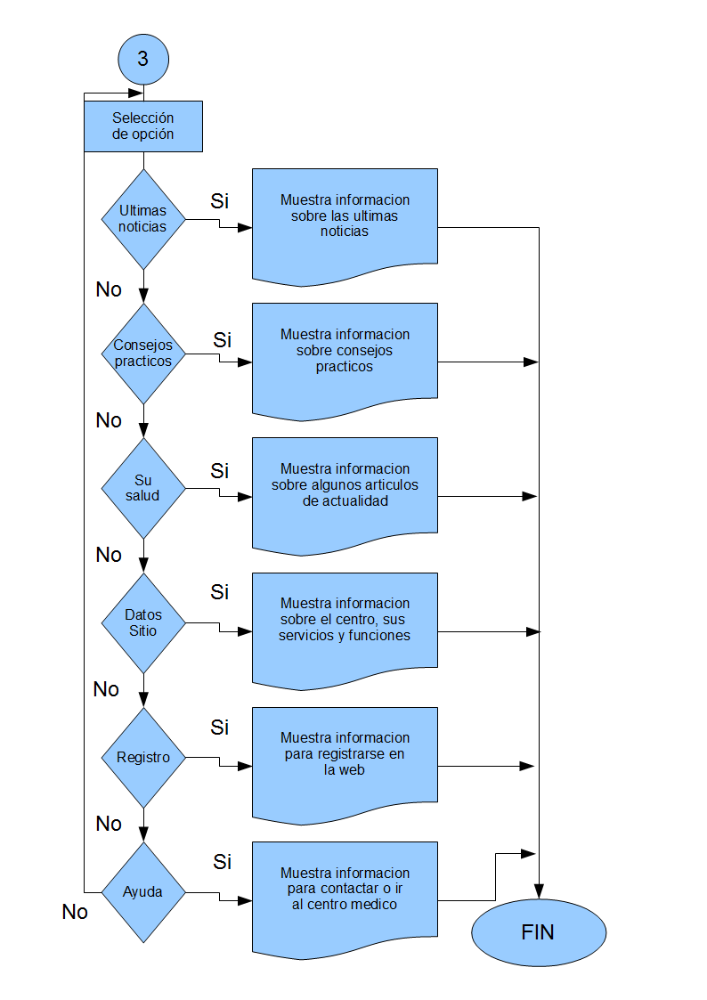 3
Selección
de opción
Ultimas
noticias
Si
Muestra informacion
sobre las ultimas
noticias
No
Consejos
practicos
Si
Muestra informacion
sobre consejos
practicos
No
Su
salud
Si
Muestra informacion
sobre algunos articulos
de actualidad
No
Datos
Sitio
Si
Muestra informacion
sobre el centro, sus
servicios y funciones
No
Registro
Si
Muestra informacion
para registrarse en
la web
No
Ayuda
Si
Muestra informacion
para contactar o ir
al centro medico
No
FIN